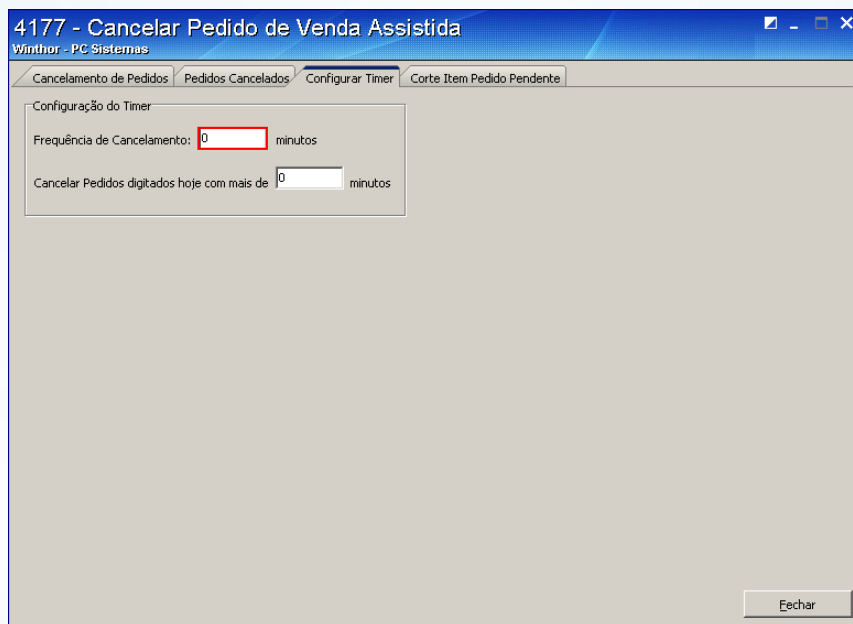 4177 - Cancelar Pedido de Venda Assistida
Winthor - PC Sistemas
Cancelamento de Pedidos Pedidos Cancelados Configurar Timer Corte Item Pedido Pendente
Configuração do Timer
Frequência de Cancelamento: 0 minutos
Cancelar Pedidos digitados hoje com mais de 0 minutos
Fechar